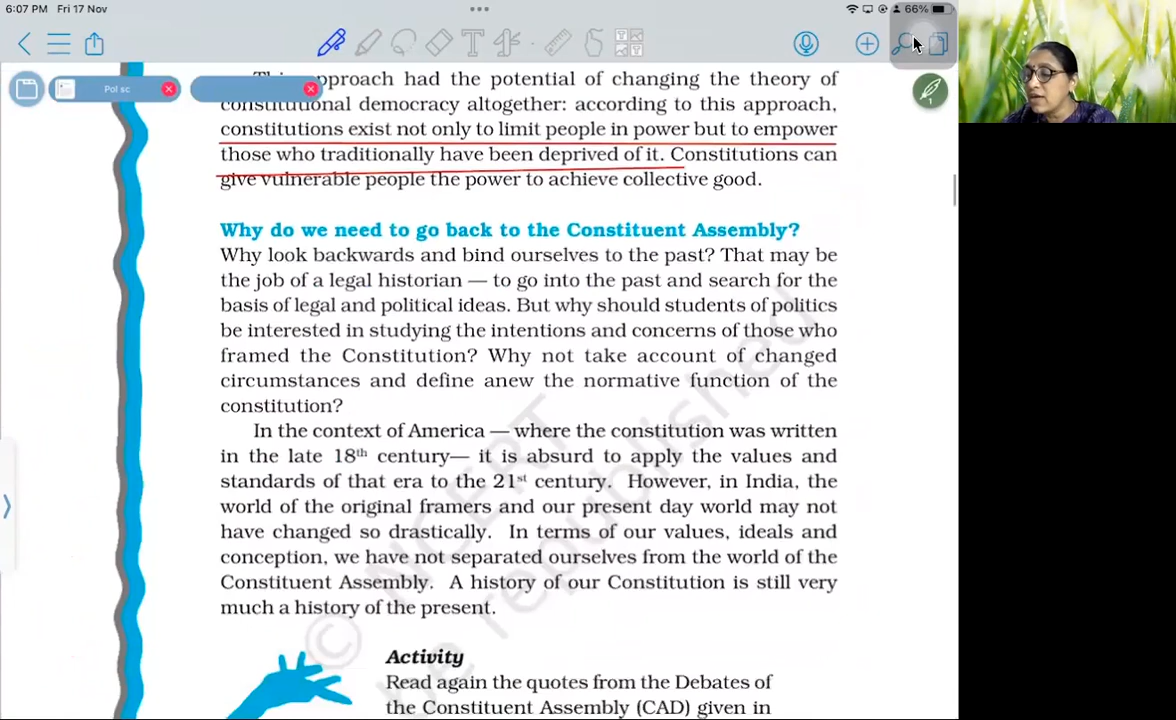 6:07 PM Fri 17 Nov
66%
Pol sc
1
pproach had the potential of changing the theory of
constitutional democracy altogether: according to this approach,
constitutions exist not only to limit people in power but to empower
those who traditionally have been deprived of it. Constitutions can
give vulnerable people the power to achieve collective good.
Why do we need to go back to the Constituent Assembly?
Why look backwards and bind ourselves to the past? That may be
the job of a legal historian — to go into the past and search for the
basis of legal and political ideas. But why should students of politics
be interested in studying the intentions and concerns of those who
framed the Constitution? Why not take account of changed
circumstances and define anew the normative function of the
constitution?
In the context of America — where the constitution was written
in the late 18th century— it is absurd to apply the values and
standards of that era to the 21st century. However, in India, the
world of the original framers and our present day world may not
have changed so drastically. In terms of our values, ideals and
conception, we have not separated ourselves from the world of the
Constituent Assembly. A history of our Constitution is still very
much a history of the present.
© NCERT
be republished
Activity
Read again the quotes from the Debates of
the Constituent Assembly (CAD) given in